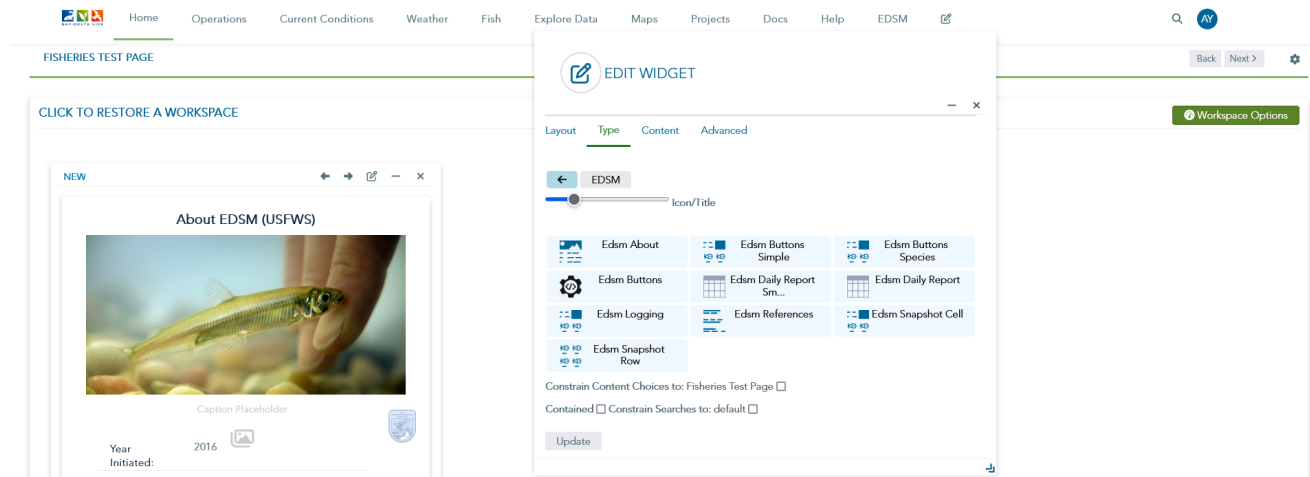 BAY-DELTA LIVE
Home Operations Current Conditions Weather Fish Explore Data Maps Projects Docs Help EDSM AY
FISHERIES TEST PAGE
Back Next >
EDIT WIDGET
CLICK TO RESTORE A WORKSPACE
Workspace Options
Layout Type Content Advanced
NEW
EDSM
Icon/Title
About EDSM (USFWS)
Edsm About
Edsm Buttons
Simple
Edsm Buttons
Species
Edsm Buttons
Edsm Daily Report
Sm...
Edsm Daily Report
Edsm Logging
Edsm References
Edsm Snapshot Cell
Edsm Snapshot
Row
Constrain Content Choices to: Fisheries Test Page
Contained Constrain Searches to: default
Update
Caption Placeholder
Year
Initiated:
2016